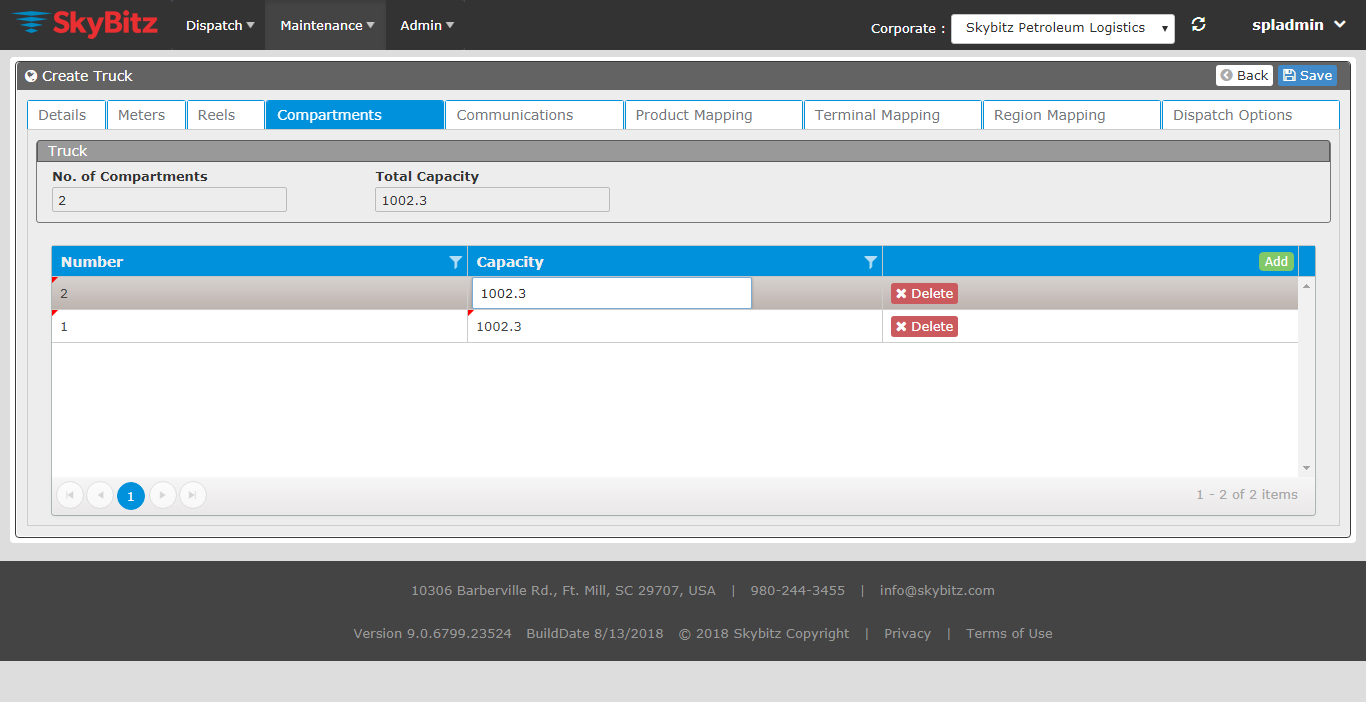 SkyBitz Dispatch Maintenance Admin Corporate : Skybitz Petroleum Logistics spladmin
Create Truck Back Save
Details Meters Reels Compartments Communications Product Mapping Terminal Mapping Region Mapping Dispatch Options
Truck
No. of Compartments Total Capacity
2 1002.3
Number Capacity Add
2 1002.3 Delete
1 1002.3 Delete
1 1 - 2 of 2 items
10306 Barberville Rd., Ft. Mill, SC 29707, USA | 980-244-3455 | info@skybitz.com
Version 9.0.6799.23524 BuildDate 8/13/2018 © 2018 Skybitz Copyright | Privacy | Terms of Use